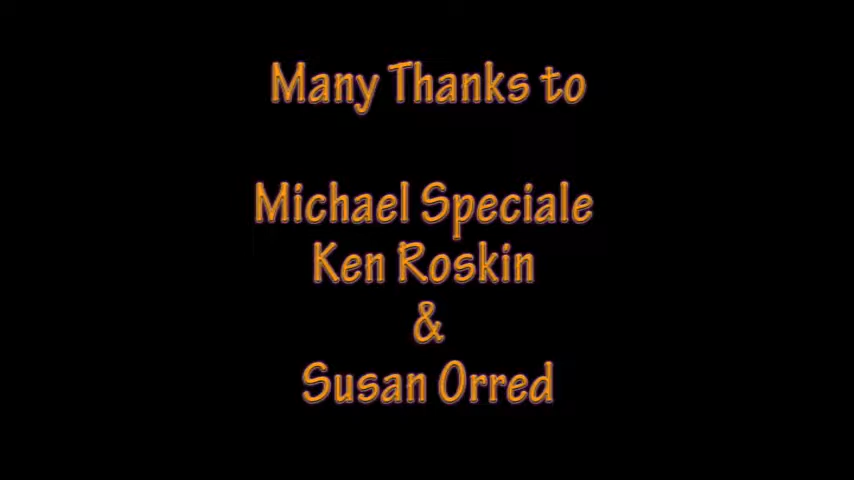 Many Thanks to
Michael Speciale
Ken Roskin
&
Susan Orred